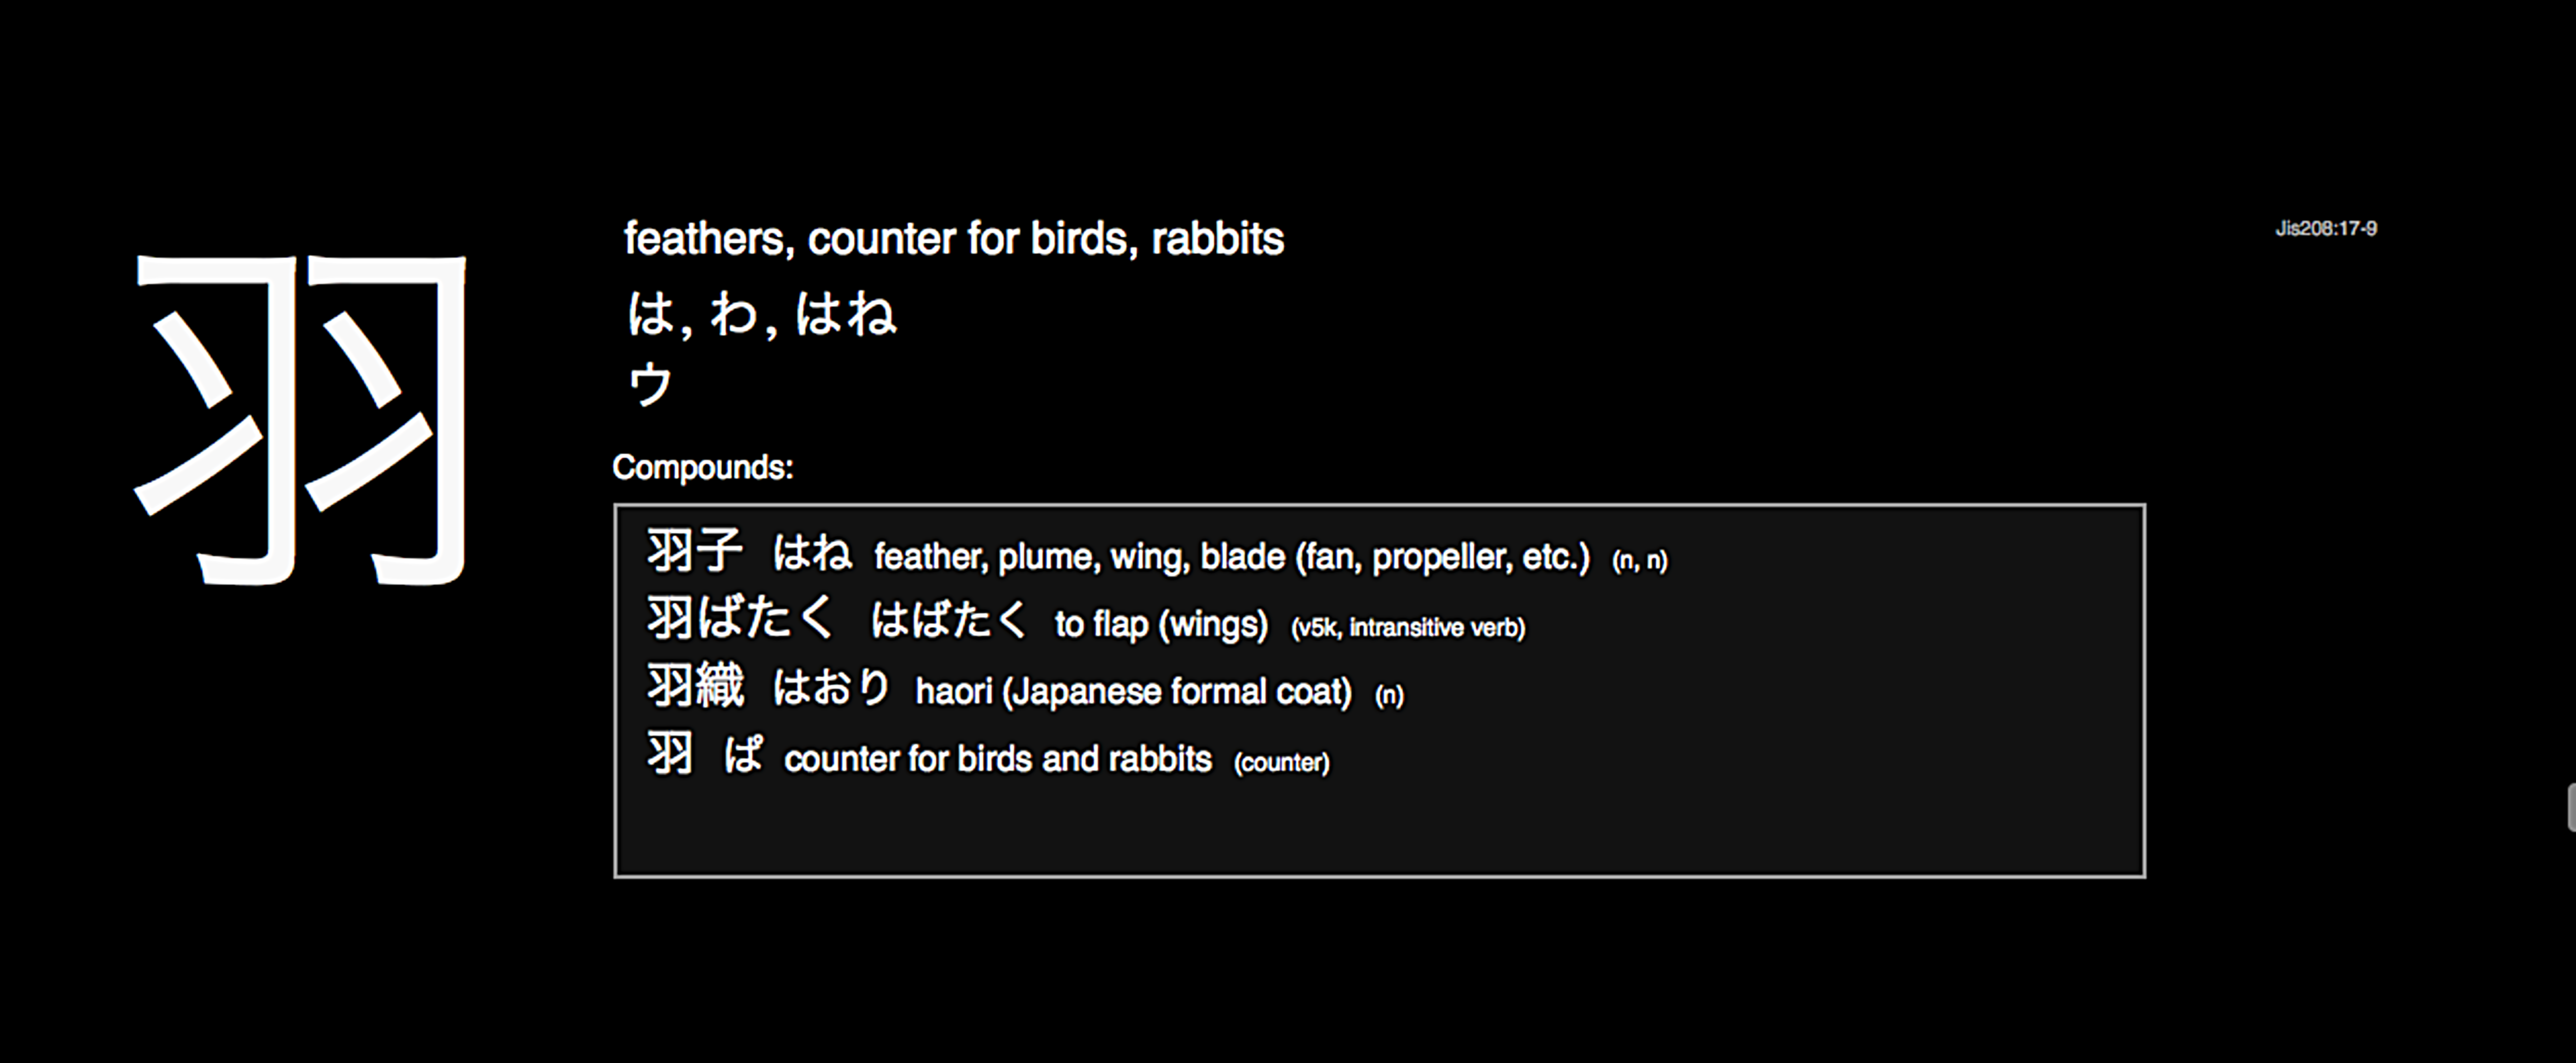 羽
feathers, counter for birds, rabbits
Jis208:17-9
は, わ, はね
ウ
Compounds:
羽子 はね feather, plume, wing, blade (fan, propeller, etc.) (n, n)
羽ばたく はばたく to flap (wings) (v5k, intransitive verb)
羽織 はおり haori (Japanese formal coat) (n)
羽 ぱ counter for birds and rabbits (counter)